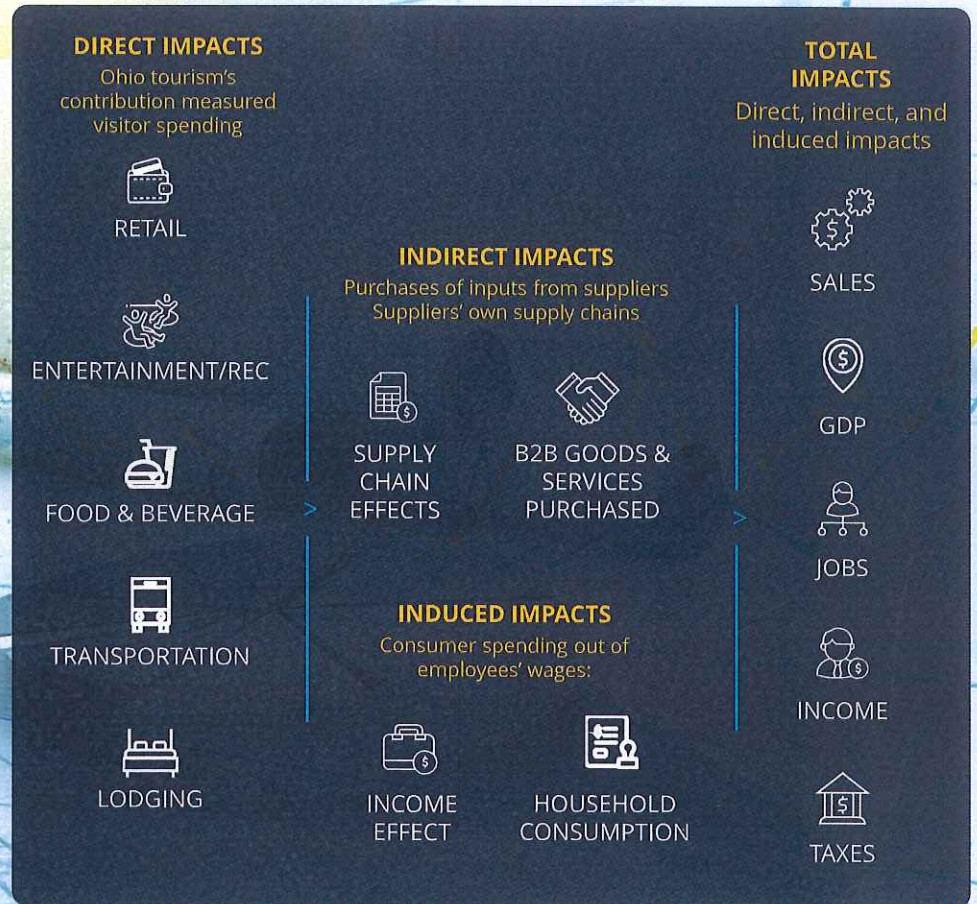 DIRECT IMPACTS
Ohio tourism's
contribution measured
visitor spending
RETAIL
ENTERTAINMENT/REC
FOOD & BEVERAGE
TRANSPORTATION
LODGING
>
INDIRECT IMPACTS
Purchases of inputs from suppliers
Suppliers' own supply chains
SUPPLY
CHAIN
EFFECTS
$
B2B GOODS &
SERVICES
PURCHASED
INDUCED IMPACTS
Consumer spending out of
employees' wages:
$
INCOME
EFFECT
HOUSEHOLD
CONSUMPTION
>
TOTAL
IMPACTS
Direct, indirect, and
induced impacts
$
SALES
$
GDP
JOBS
$
INCOME
$
TAXES